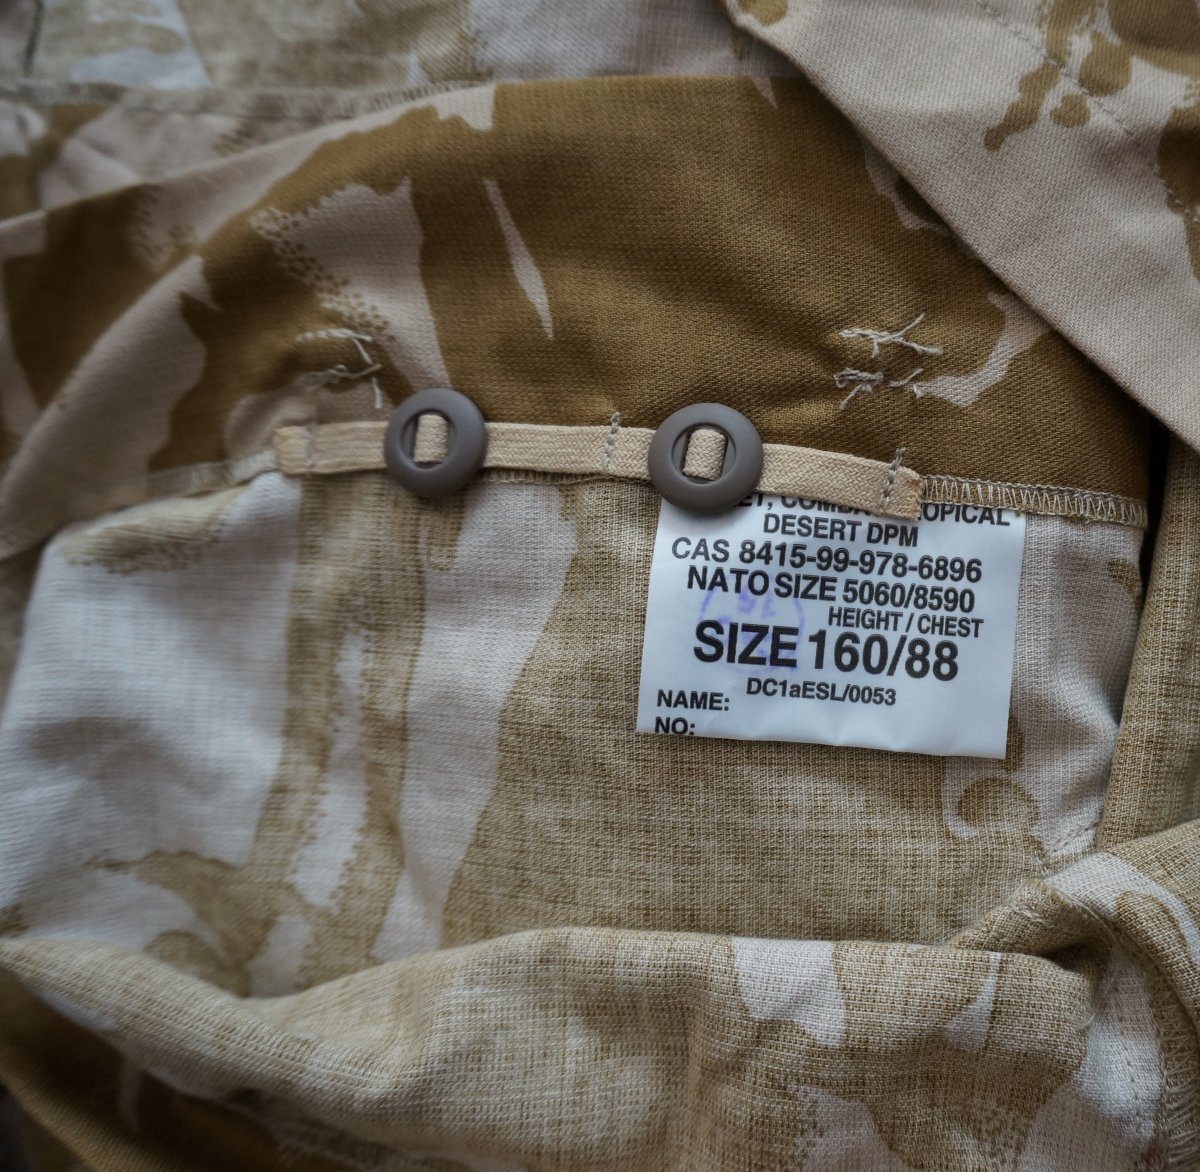 DESERT DPM
CAS 8415-99-978-6896
NATO SIZE 5060/8590
HEIGHT / CHEST
SIZE 160/88
DC1aESL/0053
NAME:
NO: